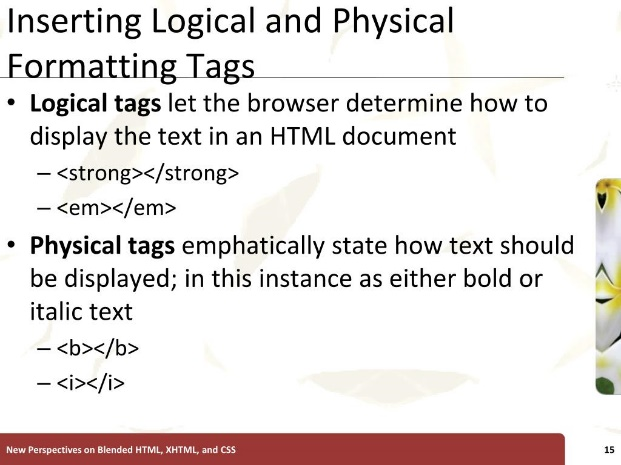 Inserting Logical and Physical
Formatting Tags
• Logical tags let the browser determine how to
display the text in an HTML document
– <strong></strong>
– <em></em>
• Physical tags emphatically state how text should
be displayed; in this instance as either bold or
italic text
– <b></b>
– <i></i>
New Perspectives on Blended HTML, XHTML, and CSS
15